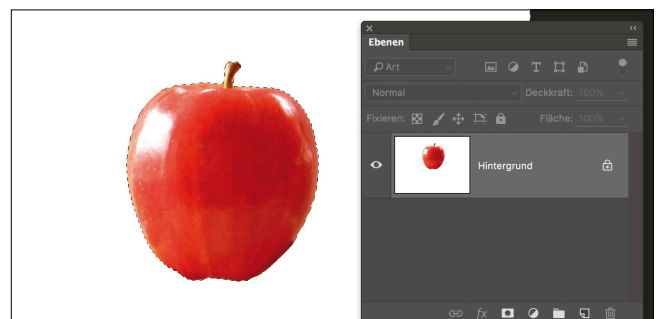 Ebenen
Art
Normal
Deckkraft: 100%
Fixieren:
Fläche: 100%
Hintergrund
fx